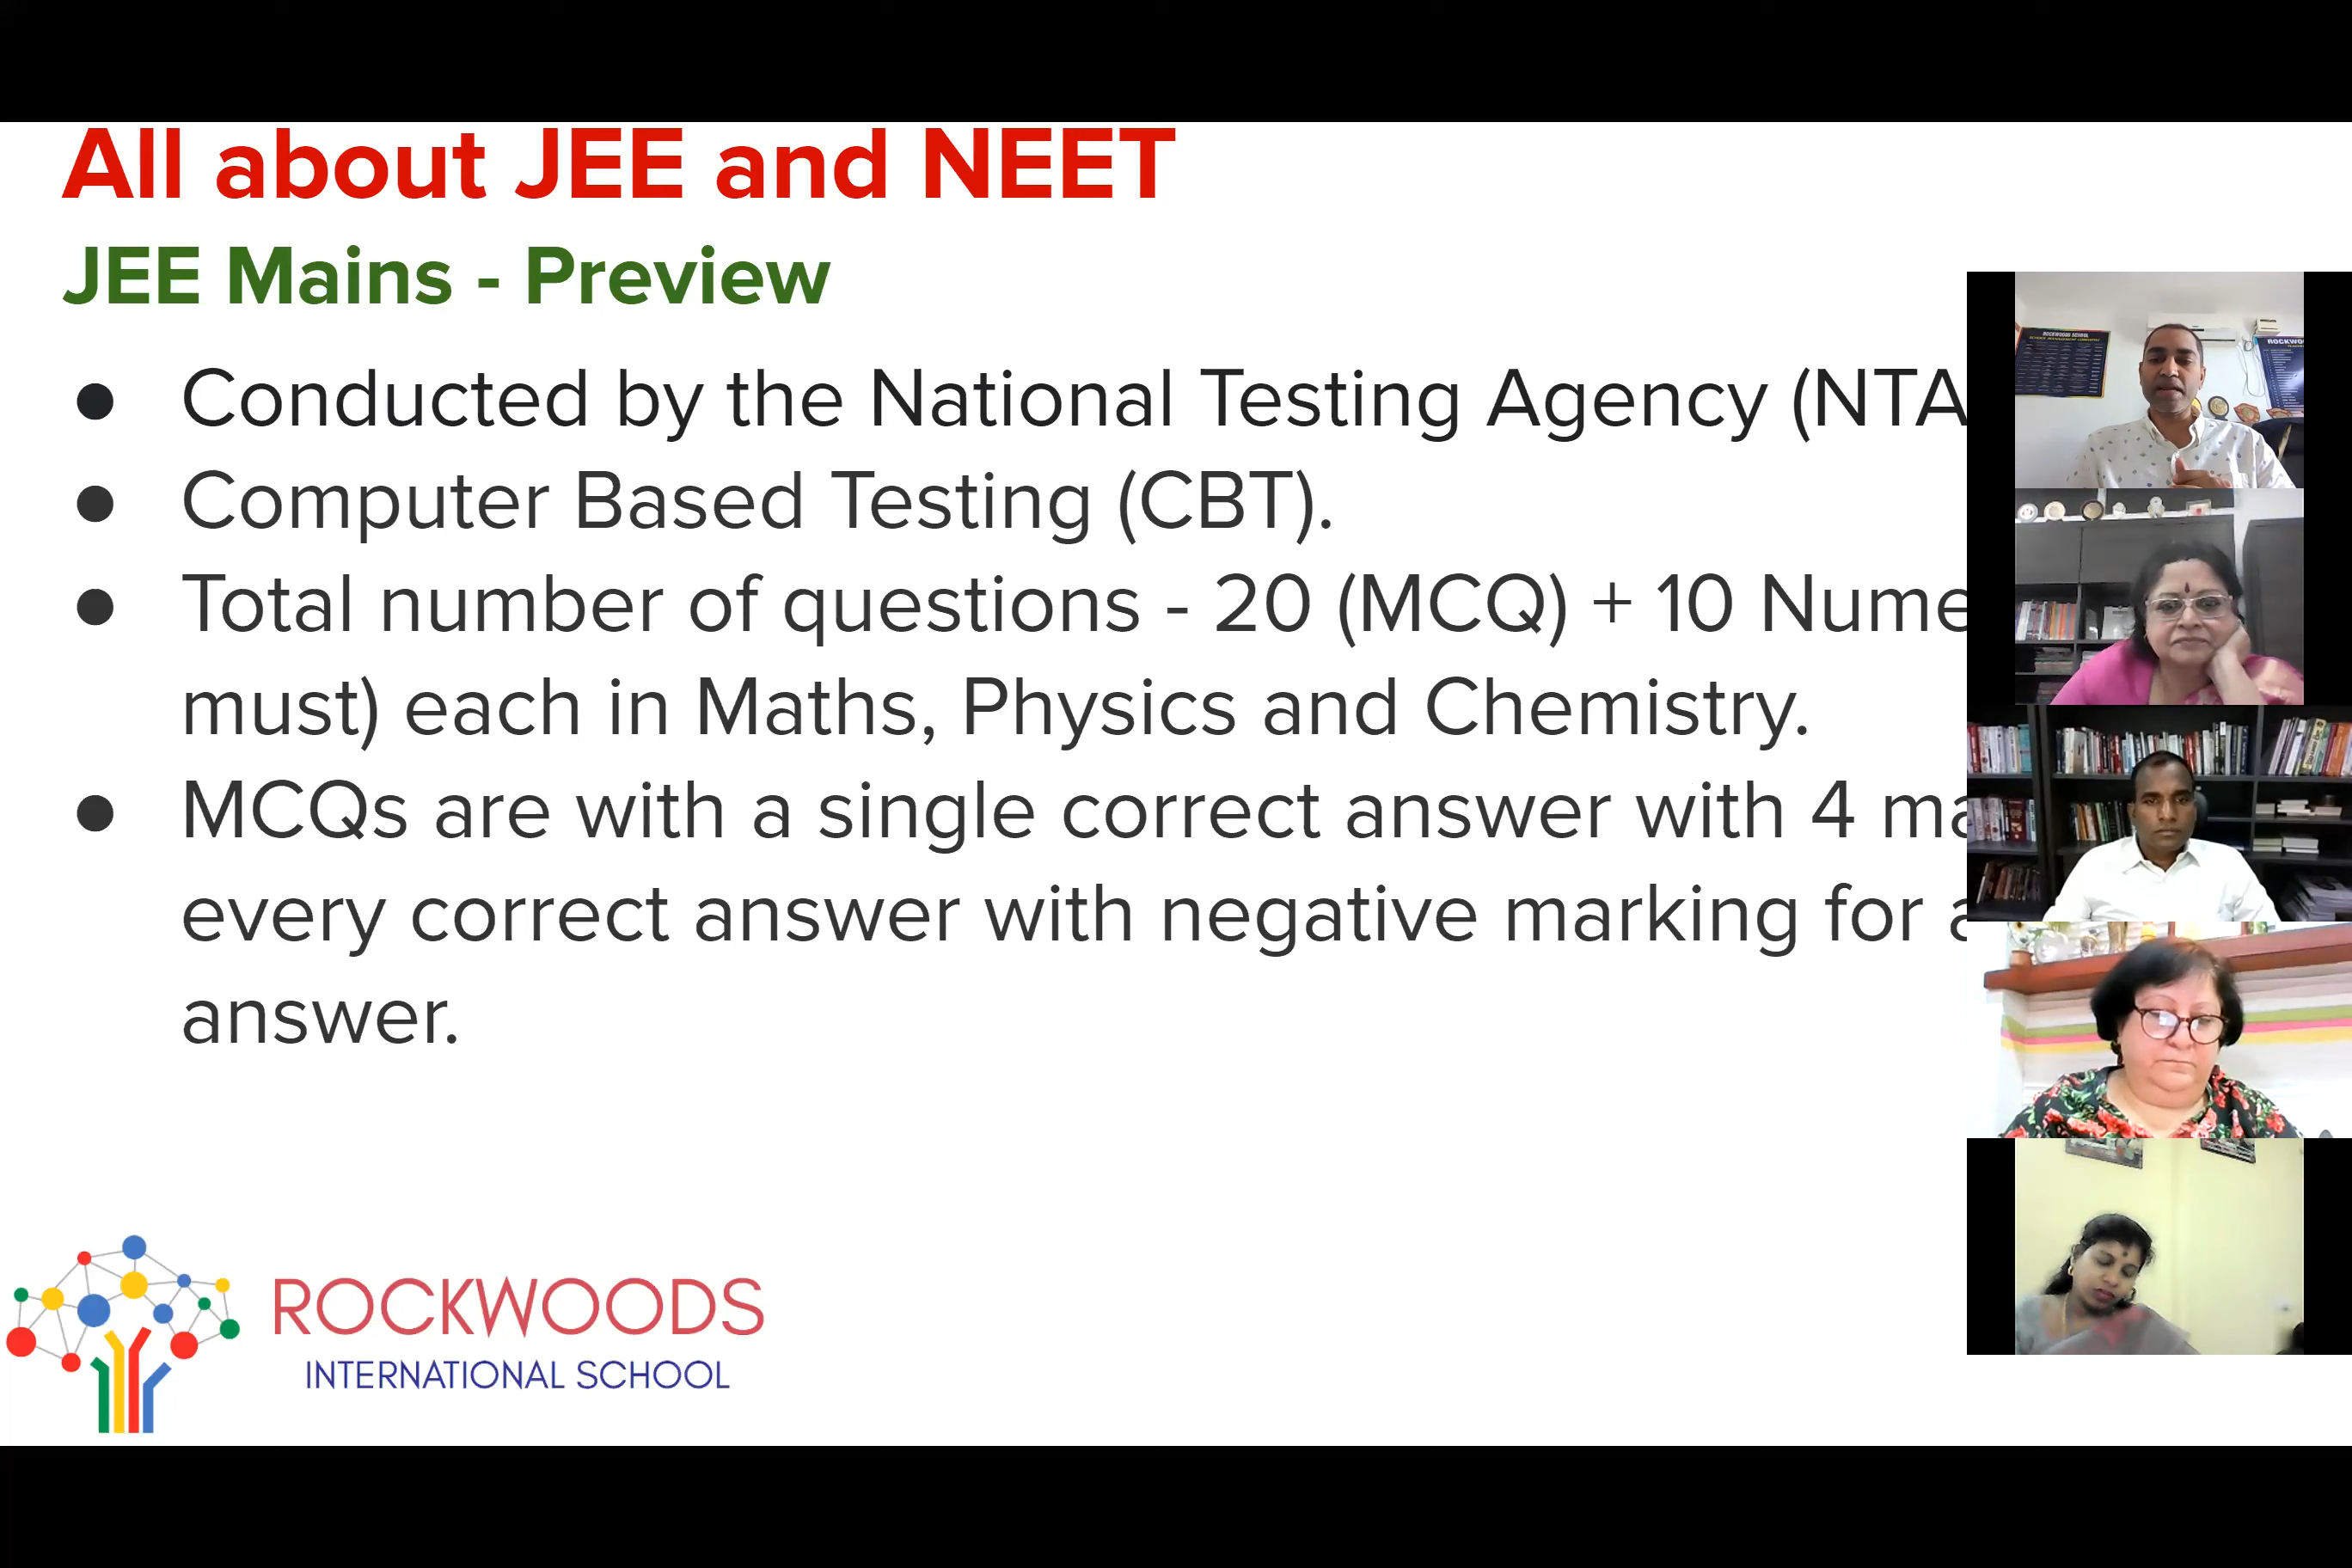 All about JEE and NEET
JEE Mains - Preview
● Conducted by the National Testing Agency (NTA
● Computer Based Testing (CBT).
● Total number of questions - 20 (MCQ) + 10 Nume
must) each in Maths, Physics and Chemistry.
● MCQs are with a single correct answer with 4 ma
every correct answer with negative marking for a
answer.
ROCKWOODS
INTERNATIONAL SCHOOL
ROCKWOODS SCHOOL